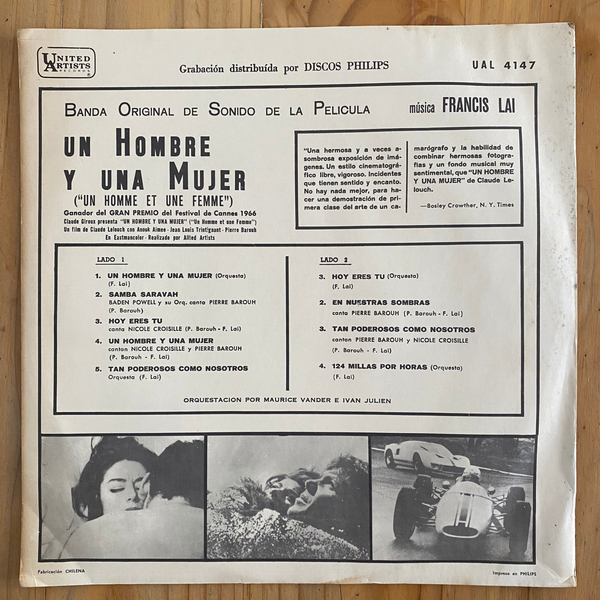 UNITED
ARTISTS
RECORDS
Grabación distribuída por DISCOS PHILIPS
UAL 4147
BANDA ORIGINAL DE SONIDO DE LA PELICULA
música FRANCIS LAI
UN HOMBRE
Y UNA MUJER
("UN HOMME ET UNE FEMME")
Ganador del GRAN PREMIO del Festival de Cannes 1966
Claude Giroux presenta "UN HOMBRE Y UNA MUJER" ("Un Homme et une Femme")
Un film de Claude Lelouch con Anouk Aimee - Jean Louis Trintignant - Pierre Barouh
En Eastmancolor - Realizado por Allied Artists
"Una hermosa y a veces a-
sombrosa exposición de imá-
genes. Un estilo cinematográ-
fico libre, vigoroso. Incidentes
que tienen sentido y encanto.
No hay nada mejor, para ha-
cer una demostración de pri-
mera clase del arte de un ca-
marógrafo y la habilidad de
combinar hermosas fotogra-
fías y un fondo musical muy
sentimental, que "UN HOMBRE
Y UNA MUJER" de Claude Le-
louch.
—Bosley Crowther, N. Y. Times
LADO 1
1. UN HOMBRE Y UNA MUJER (Orquesta)
(F. Lai)
2. SAMBA SARAVAH
BADEN POWELL y su Orq. canta PIERRE BAROUH
(P. Barouh)
3. HOY ERES TU
canta NICOLE CROISILLE (P. Barouh - F. Lai)
4. UN HOMBRE Y UNA MUJER
cantan NICOLE CROISILLE y PIERRE BAROUH
(P. Barouh - F. Lai)
5. TAN PODEROSOS COMO NOSOTROS
Orquesta (F. Lai)
LADO 2
3. HOY ERES TU (Orquesta)
(F. Lai)
2. EN NUESTRAS SOMBRAS
canta PIERRE BAROUH (P. Barouh - F. Lai)
3. TAN PODEROSOS COMO NOSOTROS
cantan PIERRE BAROUH y NICOLE CROISILLE
(P. Barouh - F. Lai)
4. 124 MILLAS POR HORAS (Orquesta)
(F. Lai)
ORQUESTACION POR MAURICE VANDER E IVAN JULIEN
Fabricación CHILENA
Impreso en PHILIPS